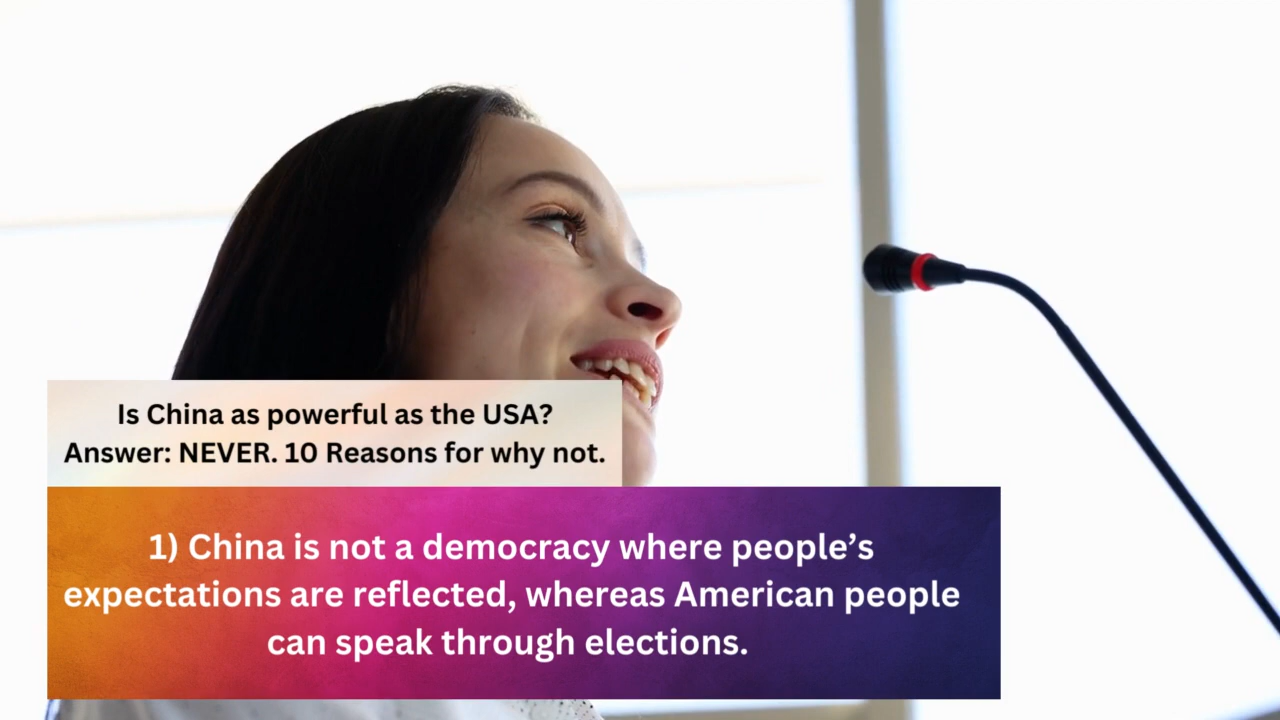 Is China as powerful as the USA?
Answer: NEVER. 10 Reasons for why not.
1) China is not a democracy where people’s
expectations are reflected, whereas American people
can speak through elections.